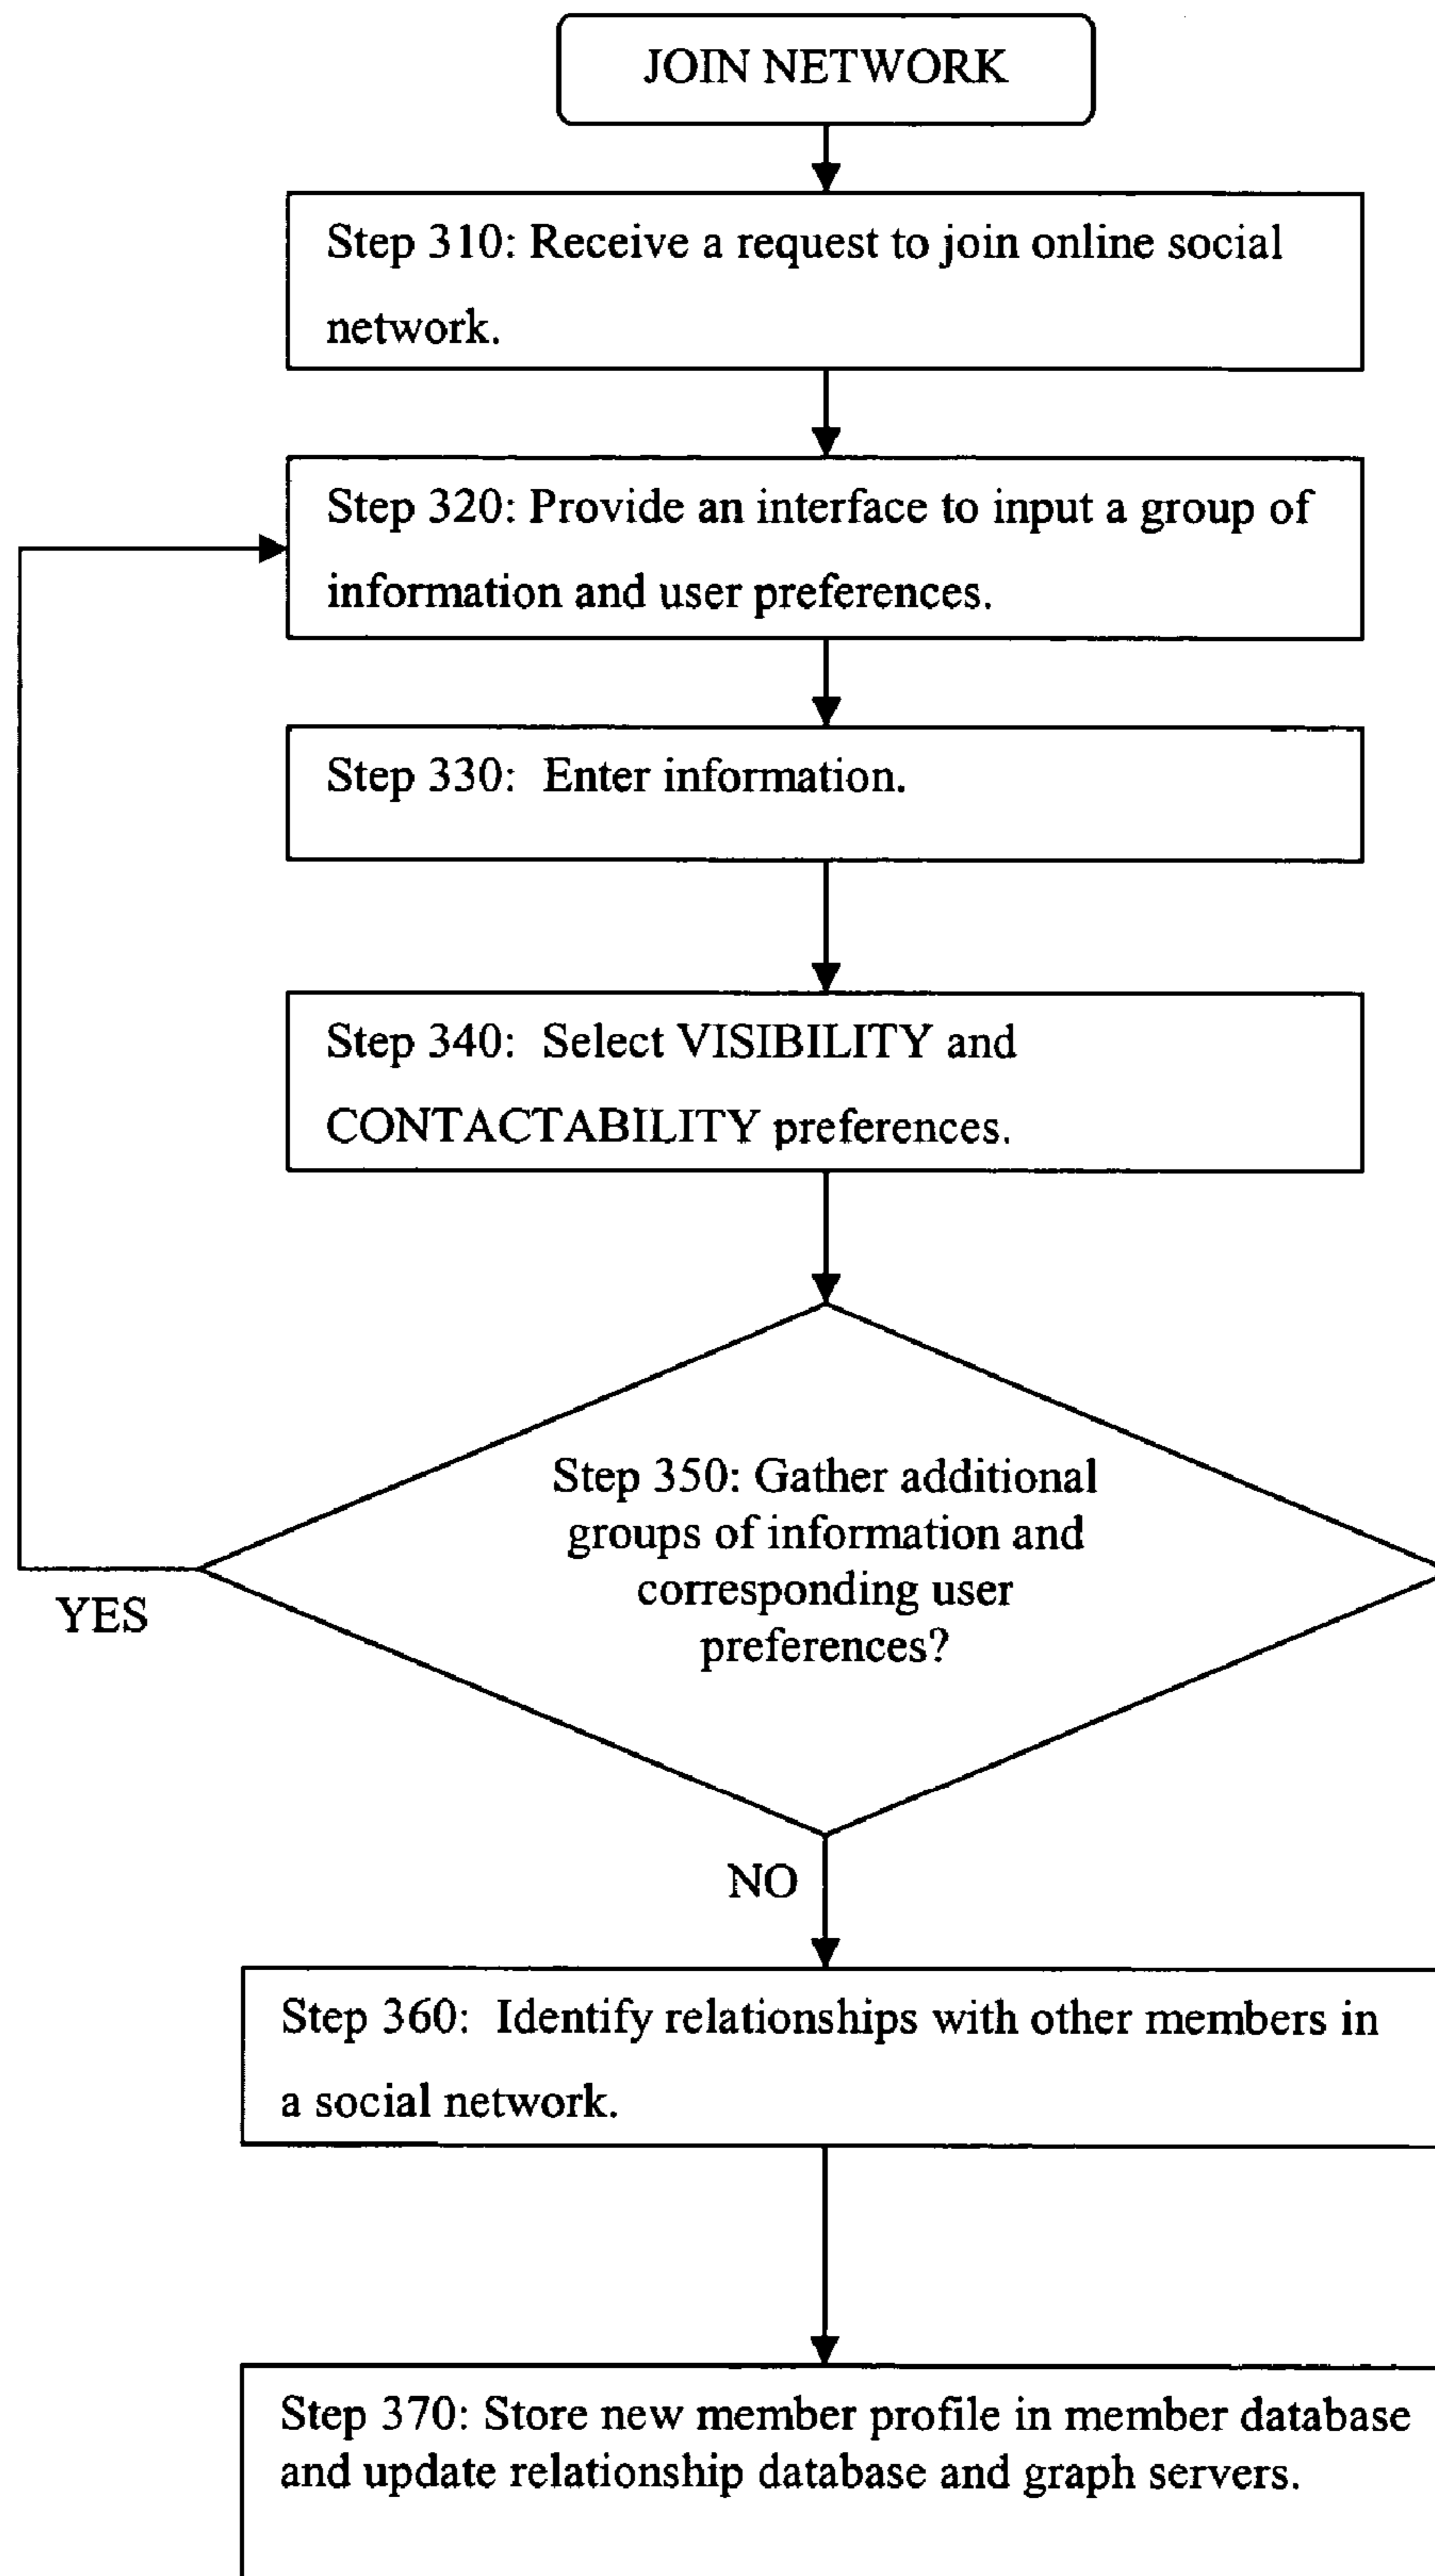 JOIN NETWORK
Step 310: Receive a request to join online social
network.
Step 320: Provide an interface to input a group of
information and user preferences.
Step 330:  Enter information.
Step 340:  Select VISIBILITY and
CONTACTABILITY preferences.
Step 350: Gather additional
groups of information and
corresponding user
preferences?
YES
NO
Step 360:  Identify relationships with other members in
a social network.
Step 370: Store new member profile in member database
and update relationship database and graph servers.